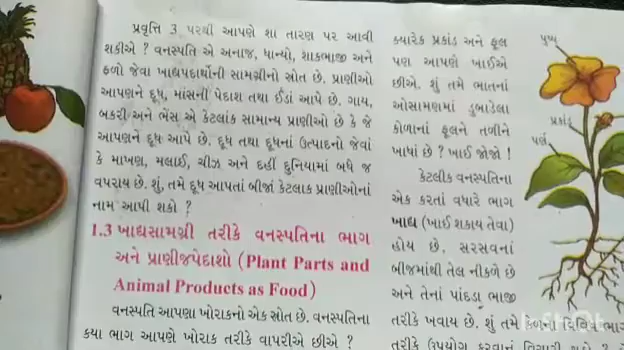 પ્રવૃત્તિ 3 પરથી આપણે શા તારણ પર આવી
શકીએ ? વનસ્પતિ એ અનાજ, ધાન્યો, શાકભાજી અને
ફળો જેવા ખાદ્યપદાર્થોની સામગ્રીનો સ્રોત છે. પ્રાણીઓ
આપણને દૂધ, માંસની પેદાશ તથા ઈંડાં આપે છે. ગાય,
બકરી અને ભેંસ એ કેટલાંક સામાન્ય પ્રાણીઓ છે કે જે
આપણને દૂધ આપે છે. દૂધ તથા દૂધનાં ઉત્પાદનો જેવાં
કે માખણ, મલાઈ, ચીઝ અને દહીં દુનિયામાં બધે જ
વપરાય છે. શું, તમે દૂધ આપતાં બીજાં કેટલાક પ્રાણીઓનાં
નામ આપી શકો ?
1.3 ખાદ્યસામગ્રી તરીકે વનસ્પતિના ભાગ
અને પ્રાણીજપેદાશો (Plant Parts and
Animal Products as Food)
વનસ્પતિ આપણા ખોરાકનો એક સ્રોત છે. વનસ્પતિના
કયા ભાગ આપણે ખોરાક તરીકે વાપરીએ છીએ ?
ક્યારેક પ્રકાંડ અને ફૂલ
પણ આપણે ખાઈએ
છીએ. શું તમે ભાતનાં
ઓસામણમાં ડુબાડેલા
કોળાનાં ફૂલને તળીને
ખાધાં છે ? ખાઈ જોજો !
કેટલીક વનસ્પતિના
એક કરતાં વધારે ભાગ
ખાદ્ય (ખાઈ શકાય તેવા)
હોય છે. સરસવનાં
બીજમાંથી તેલ નીકળે છે
અને તેનાં પાંદડા ભાજી
તરીકે ખવાય છે. શું તમે કેળના વિવિધ ભાગ
તરીકે ઉપયોગ કરવાનું વિચારી શકો ?
પુષ્પ
પ્રકાંડ
પર્ણ